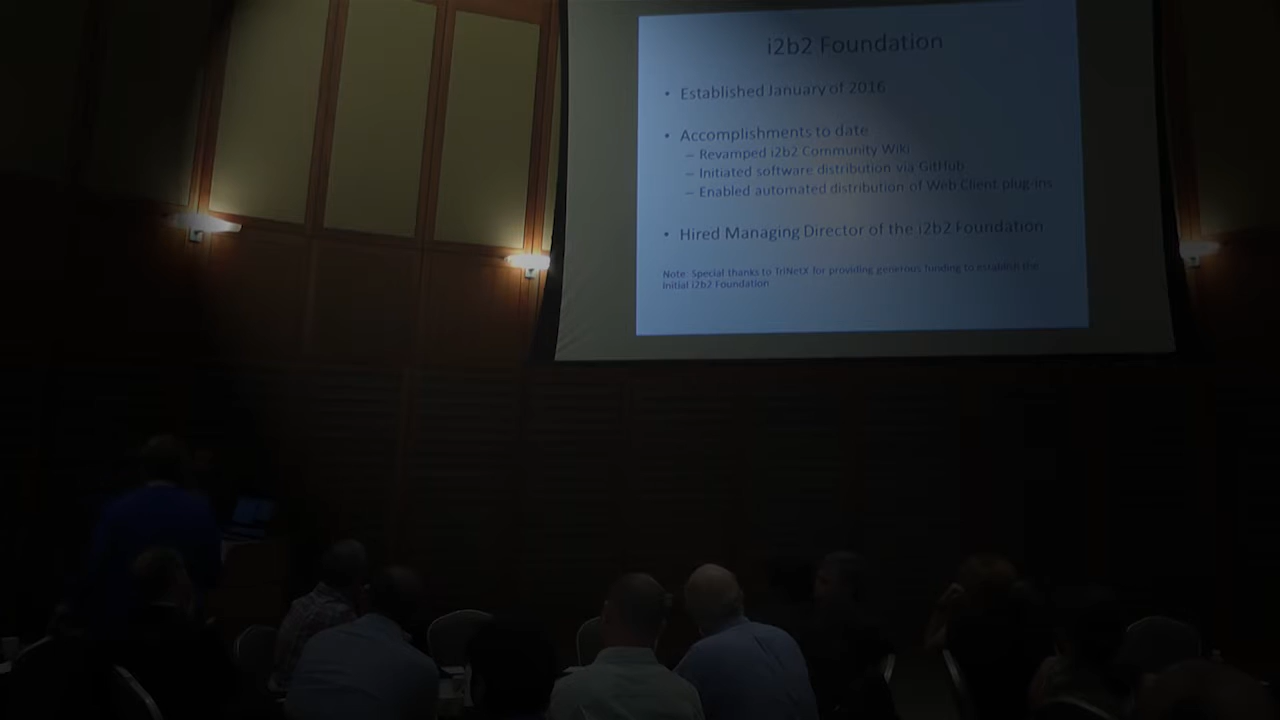 i2b2 Foundation
• Established January of 2016
• Accomplishments to date
– Revamped i2b2 Community Wiki
– Initiated software distribution via GitHub
– Enabled automated distribution of Web Client plug-ins
• Hired Managing Director of the i2b2 Foundation
Note: Special thanks to TriNetX for providing generous funding to establish the
initial i2b2 Foundation